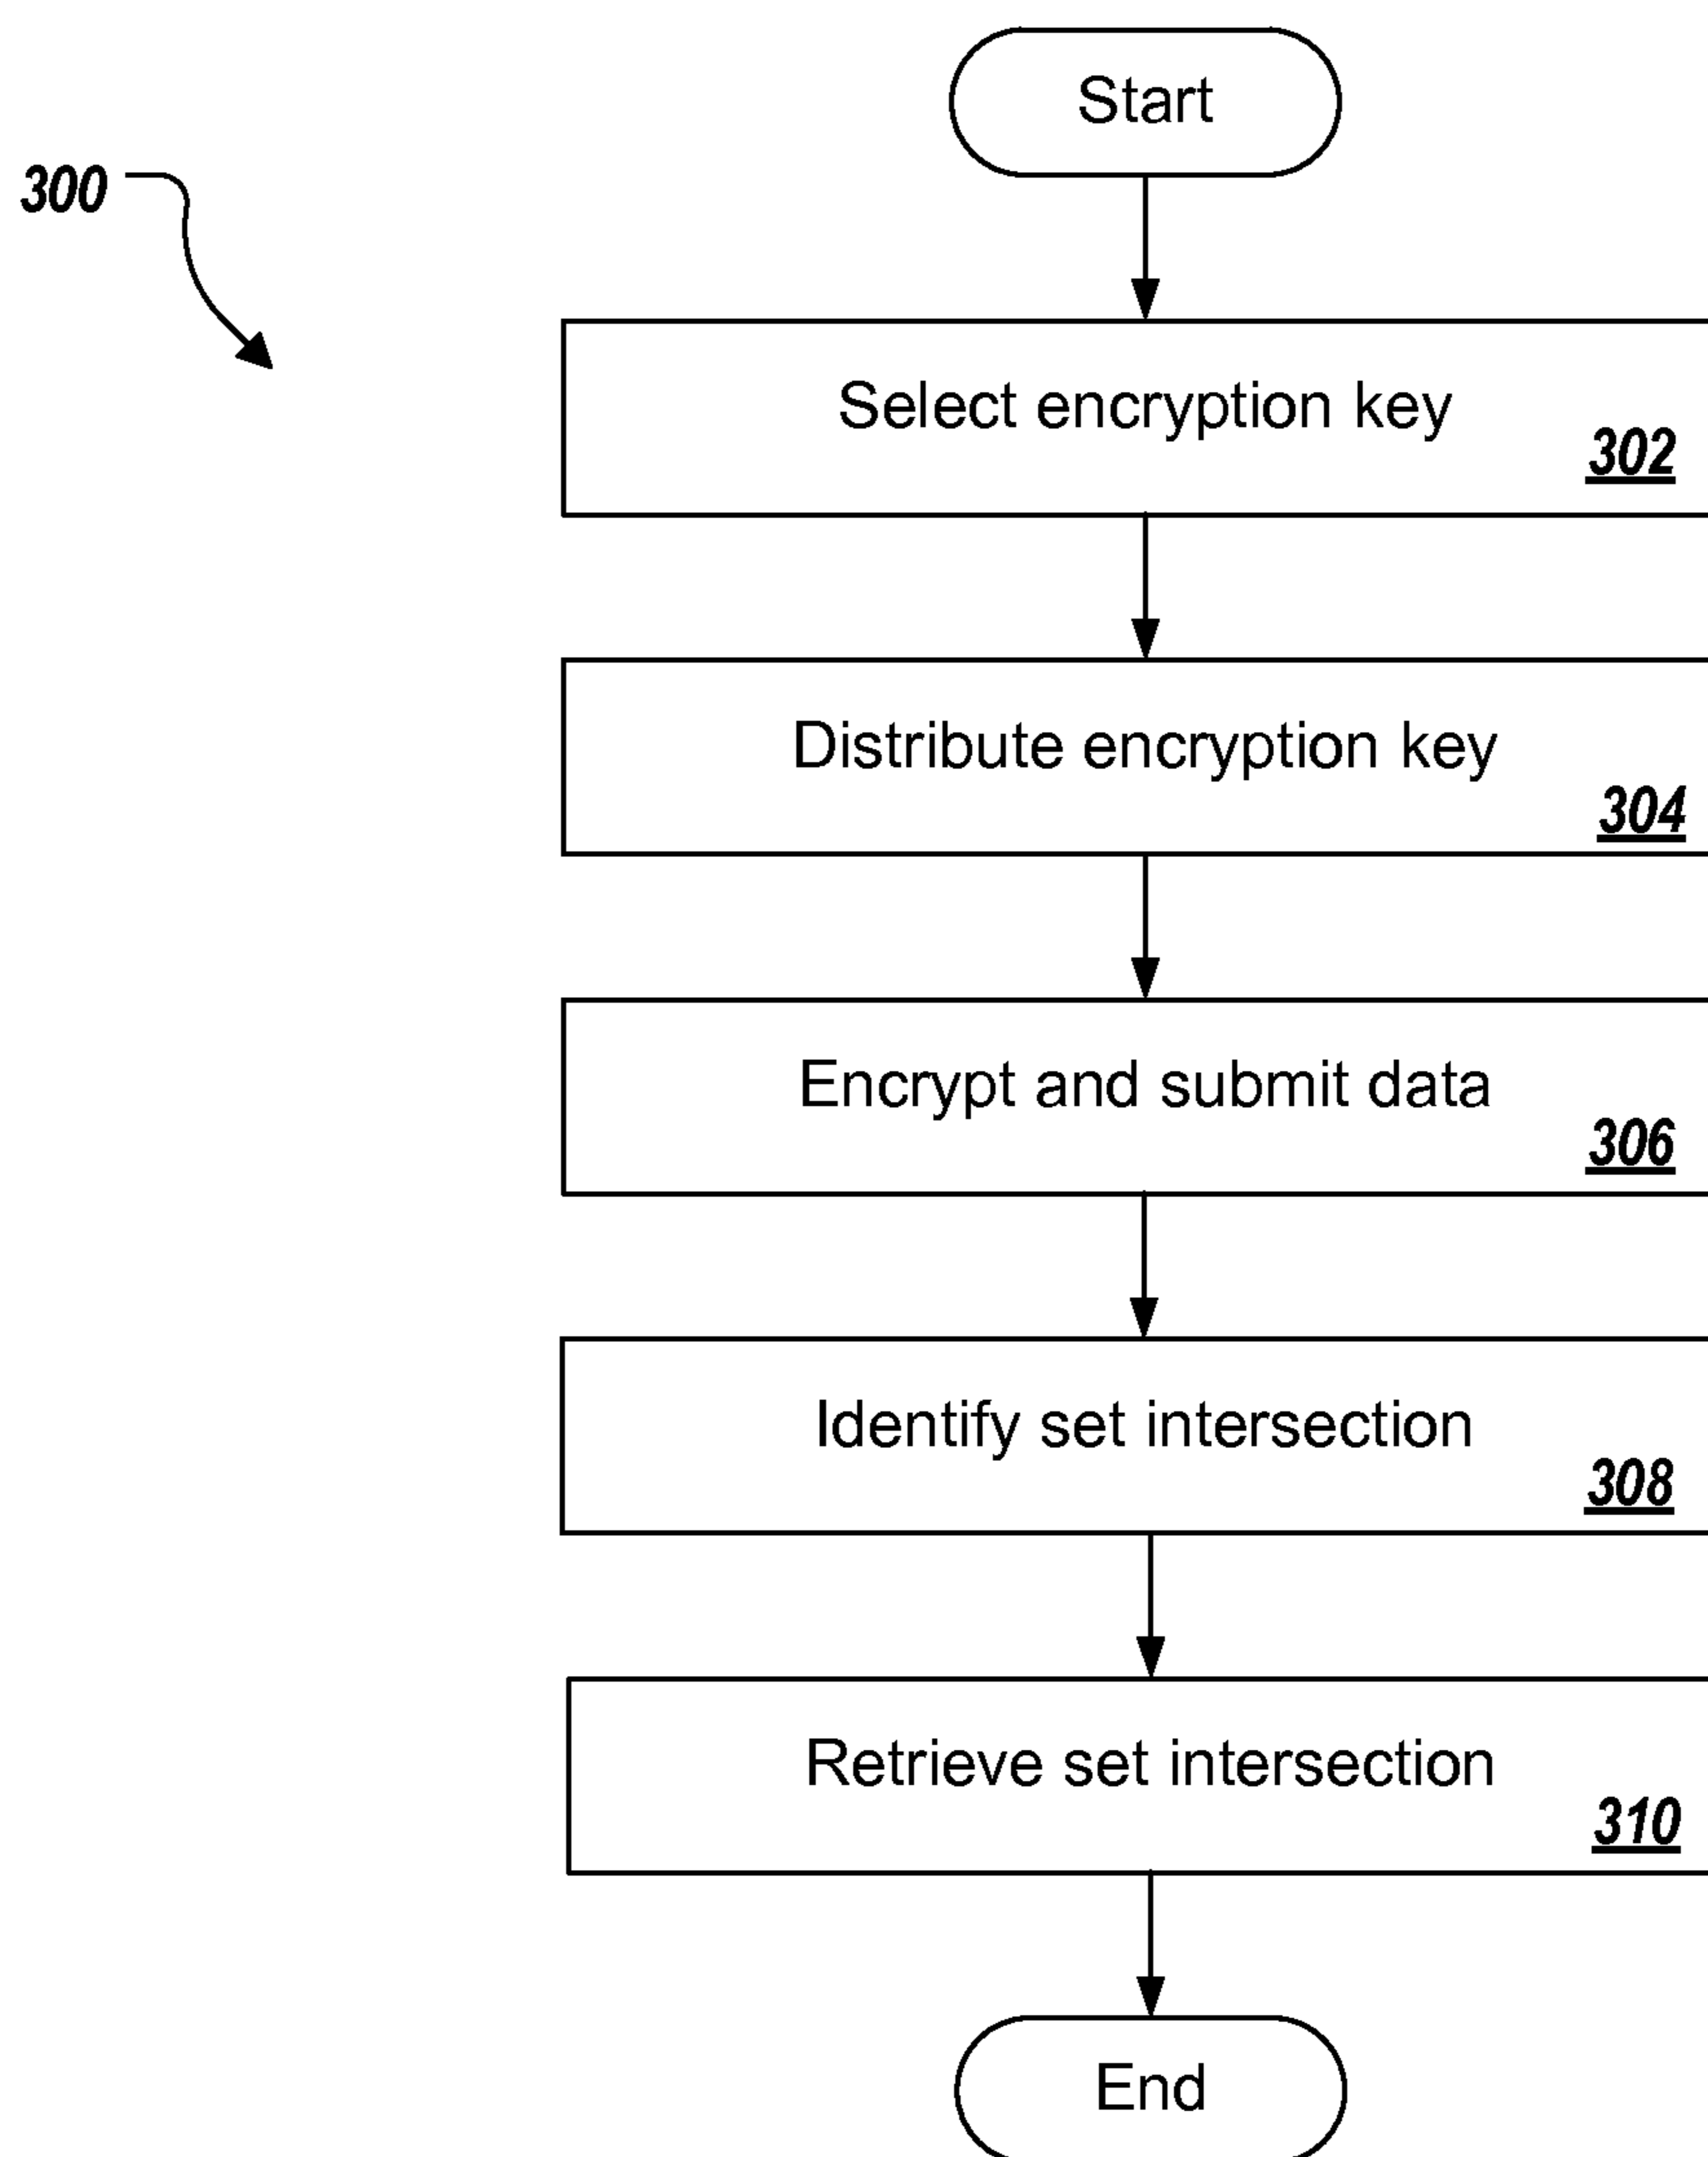 Start
300
Select encryption key
302
Distribute encryption key
304
Encrypt and submit data
306
Identify set intersection
308
Retrieve set intersection
310
End